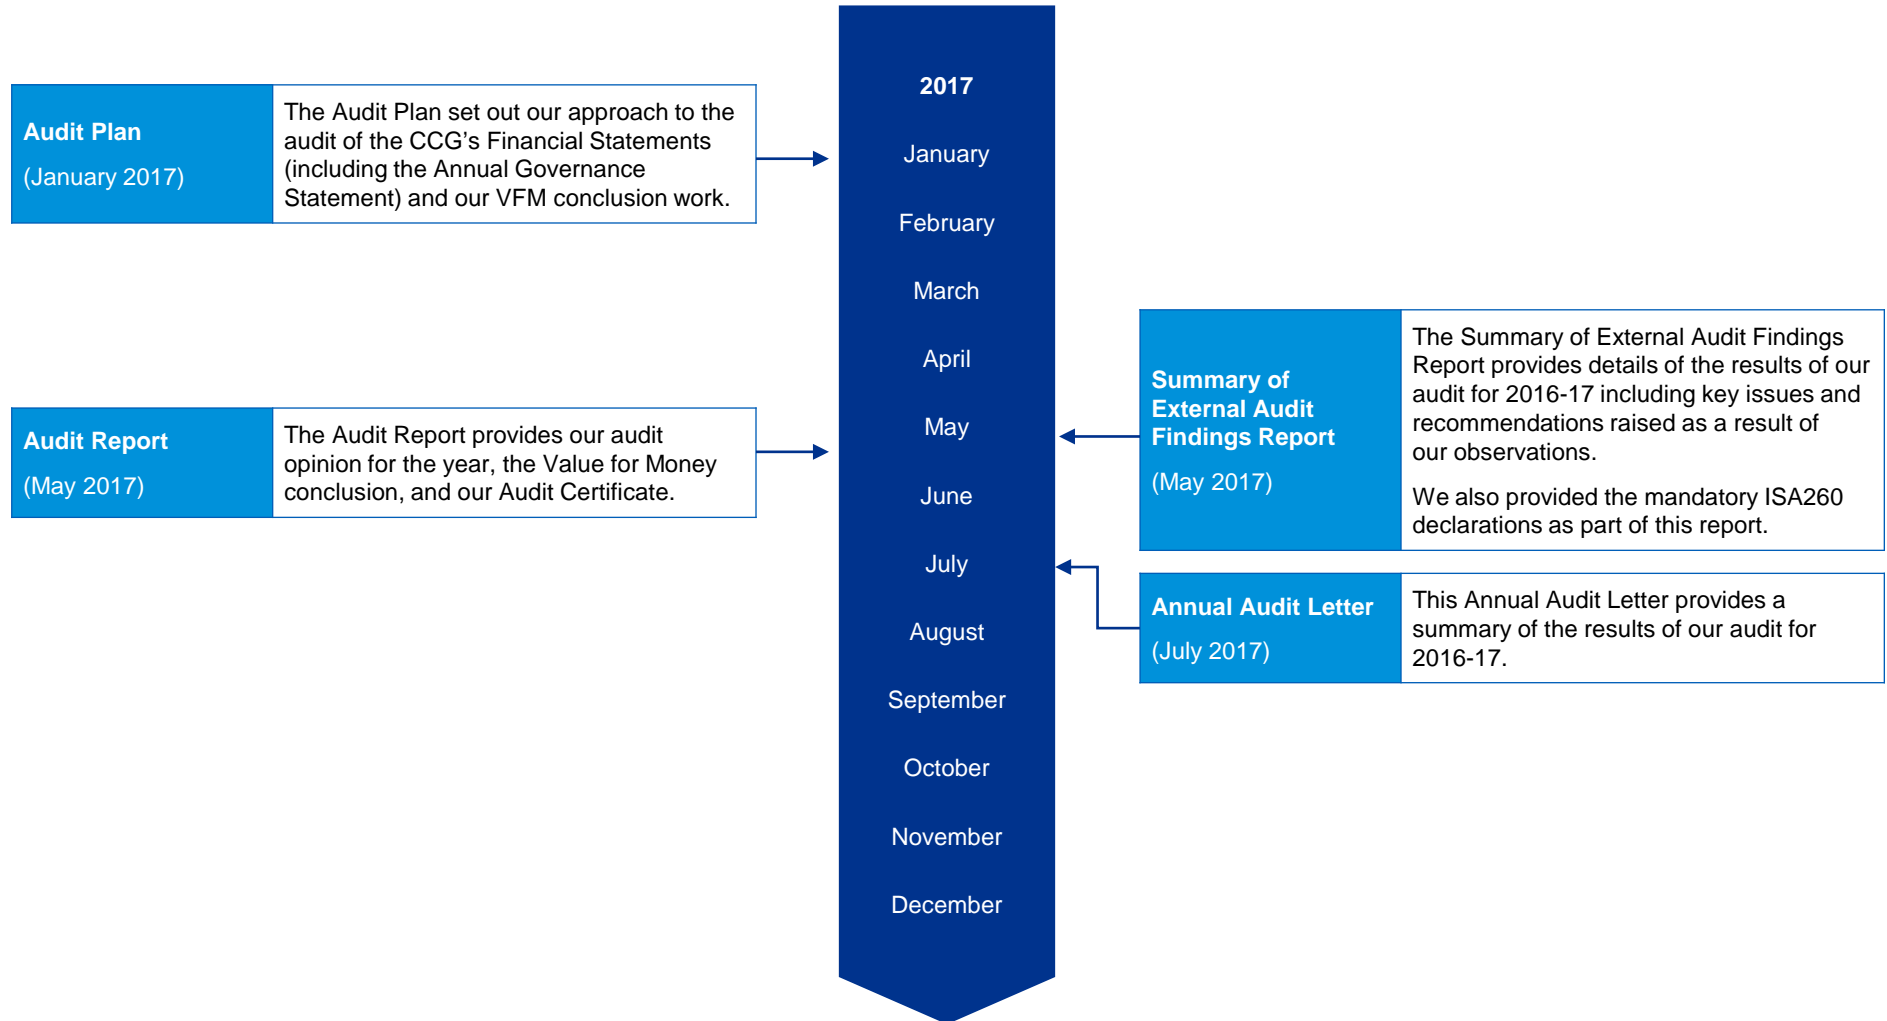 Audit Plan
(January 2017)
The Audit Plan set out our approach to the
audit of the CCG’s Financial Statements
(including the Annual Governance
Statement) and our VFM conclusion work.
Audit Report
(May 2017)
The Audit Report provides our audit
opinion for the year, the Value for Money
conclusion, and our Audit Certificate.
2017
January
February
March
April
May
June
July
August
September
October
November
December
Summary of
External Audit
Findings Report
(May 2017)
The Summary of External Audit Findings
Report provides details of the results of our
audit for 2016-17 including key issues and
recommendations raised as a result of
our observations.
We also provided the mandatory ISA260
declarations as part of this report.
Annual Audit Letter
(July 2017)
This Annual Audit Letter provides a
summary of the results of our audit for
2016-17.